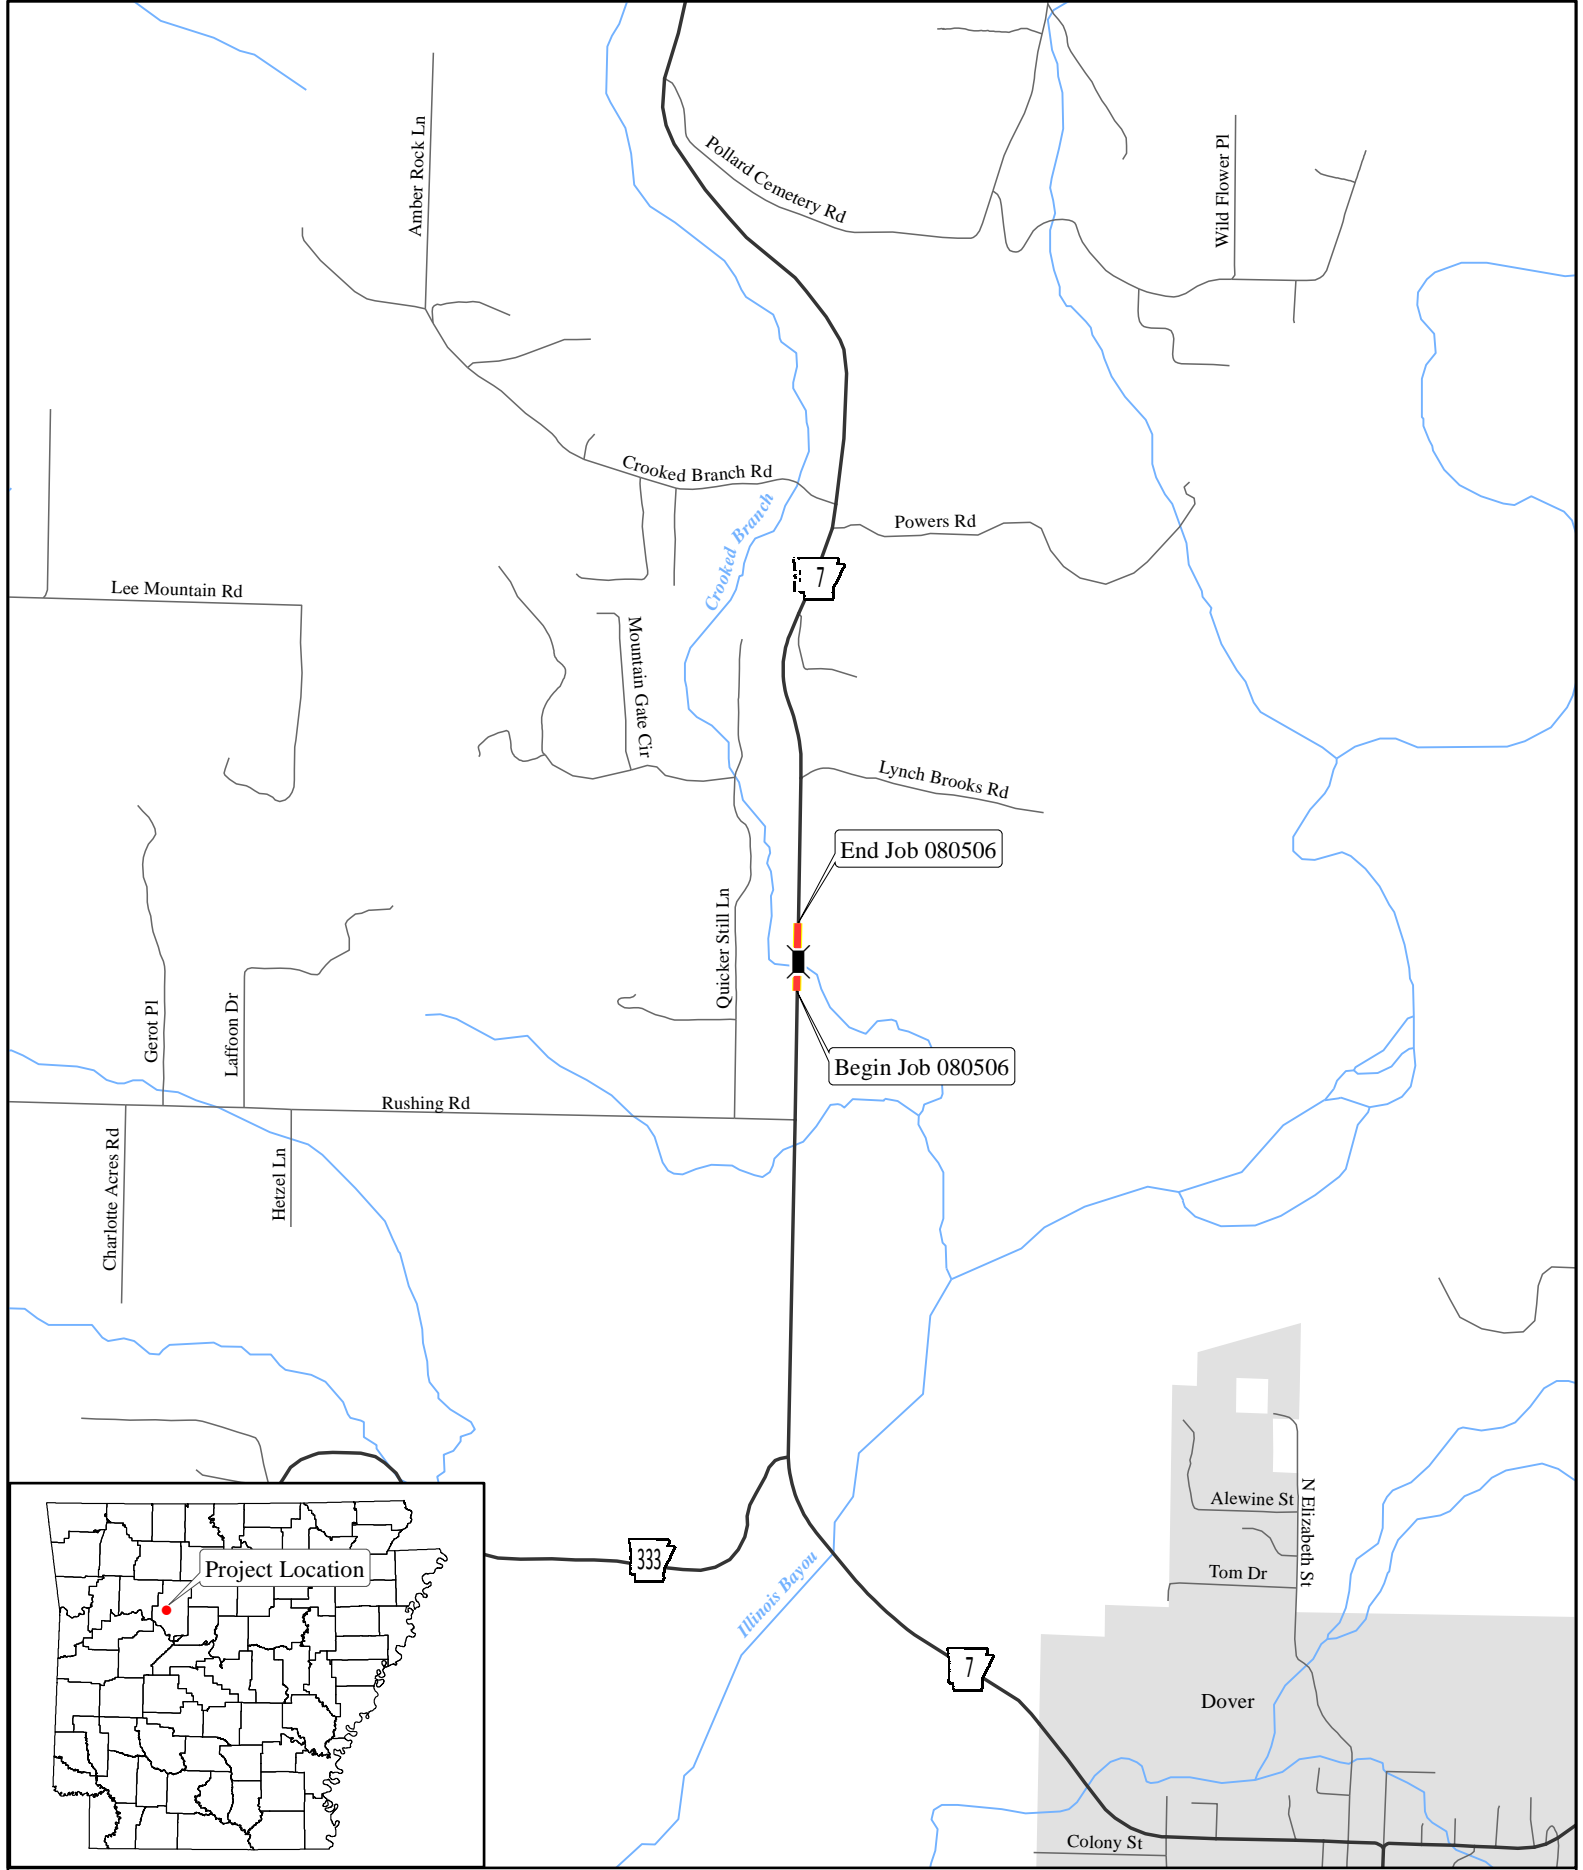 Amber Rock Ln
Pollard Cemetery Rd
Wild Flower Pl
Crooked Branch Rd
Crooked Branch
Powers Rd
7
Lee Mountain Rd
Mountain Gate Cir
Lynch Brooks Rd
End Job 080506
Quicker Still Ln
Gerot Pl
Laffoon Dr
Begin Job 080506
Rushing Rd
Charlotte Acres Rd
Hetzel Ln
N Elizabeth St
Alewine St
333
Project Location
Tom Dr
Illinois Bayou
7
Dover
Colony St